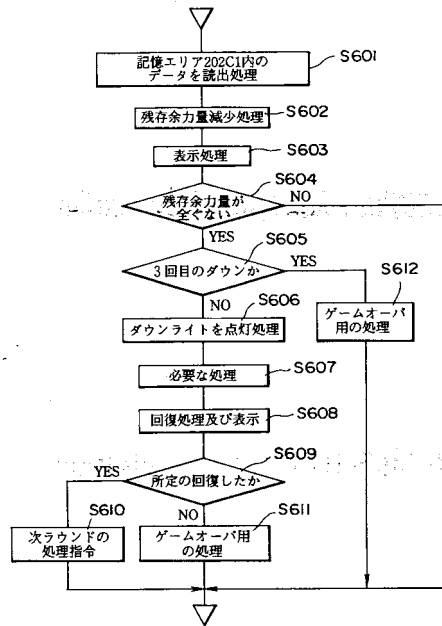 記憶エリア202C1内の
データを読出処理
S601
残存余力量減少処理
S602
表示処理
S603
残存余力量が
全ぐない
S604
NO
YES
3回目のダウンか
S605
YES
NO
ゲームオーバ
用の処理
S612
ダウンライトを点灯処理
S606
必要な処理
S607
回復処理及び表示
S608
所定の回復したか
S609
YES
NO
次ラウンドの
処理指令
S610
ゲームオーバ用
の処理
S611